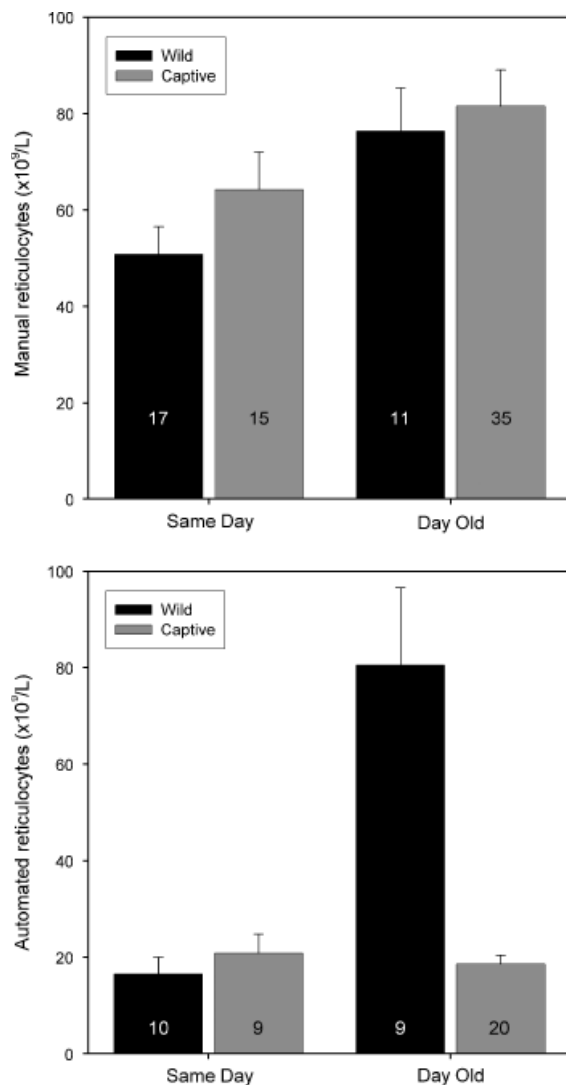 100
80
60
40
20
0
Manual reticulocytes (x10⁹/L)
Wild
Captive
17
15
11
35
Same Day
Day Old
100
80
60
40
20
0
Automated reticulocytes (x10⁹/L)
Wild
Captive
10
9
9
20
Same Day
Day Old